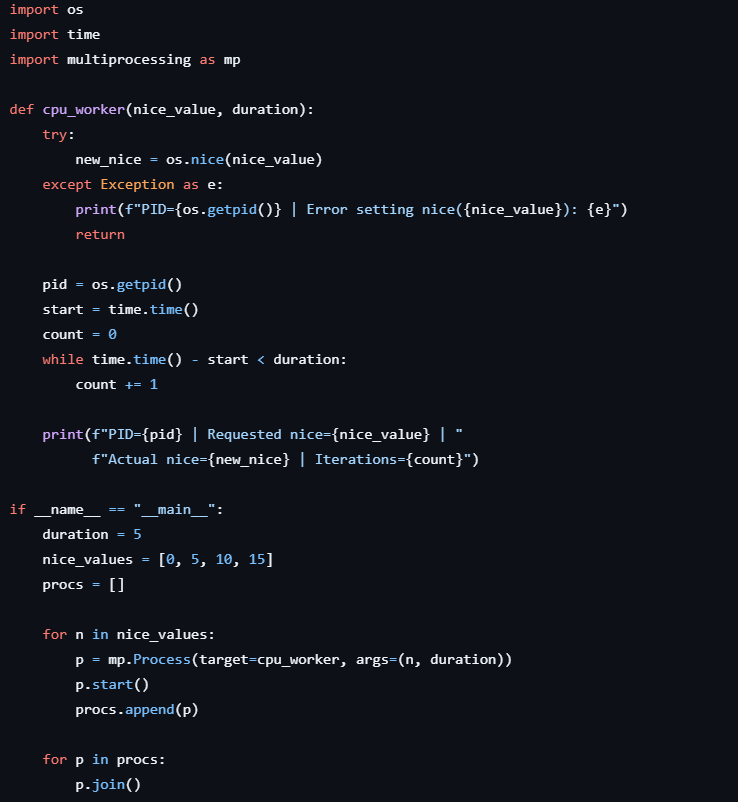 import os
import time
import multiprocessing as mp

def cpu_worker(nice_value, duration):
    try:
        new_nice = os.nice(nice_value)
    except Exception as e:
        print(f"PID={os.getpid()} | Error setting nice({nice_value}): {e}")
        return

    pid = os.getpid()
    start = time.time()
    count = 0
    while time.time() - start < duration:
        count += 1

    print(f"PID={pid} | Requested nice={nice_value} | "
          f"Actual nice={new_nice} | Iterations={count}")

if __name__ == "__main__":
    duration = 5
    nice_values = [0, 5, 10, 15]
    procs = []

    for n in nice_values:
        p = mp.Process(target=cpu_worker, args=(n, duration))
        p.start()
        procs.append(p)

    for p in procs:
        p.join()